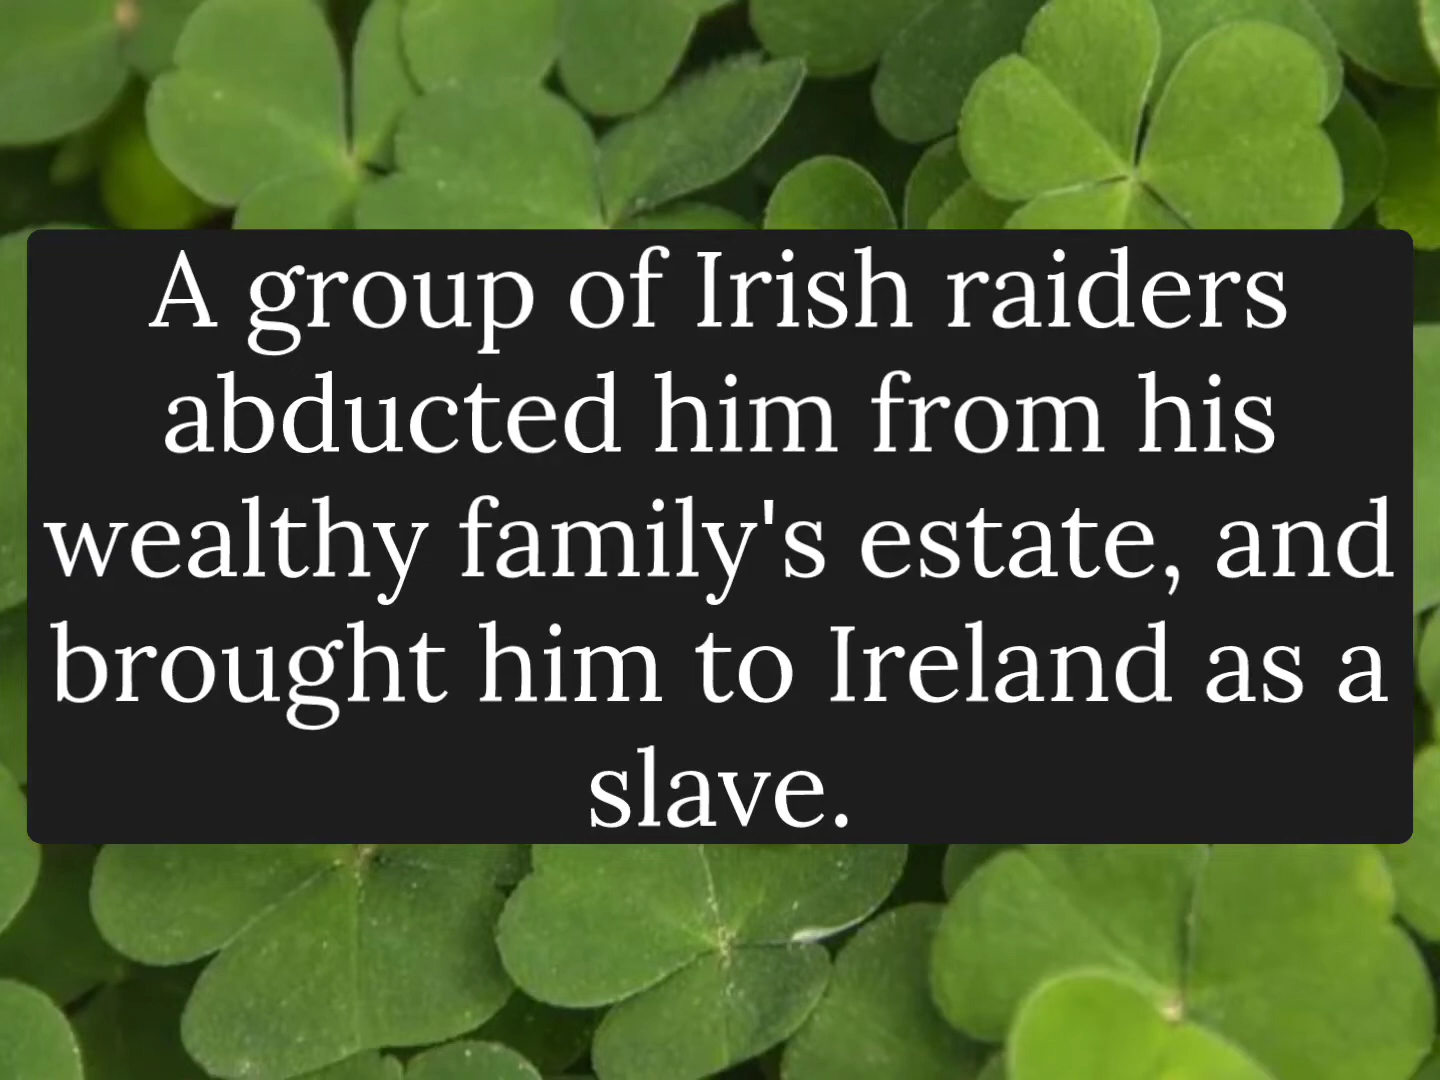 A group of Irish raiders
abducted him from his
wealthy family's estate, and
brought him to Ireland as a
slave.